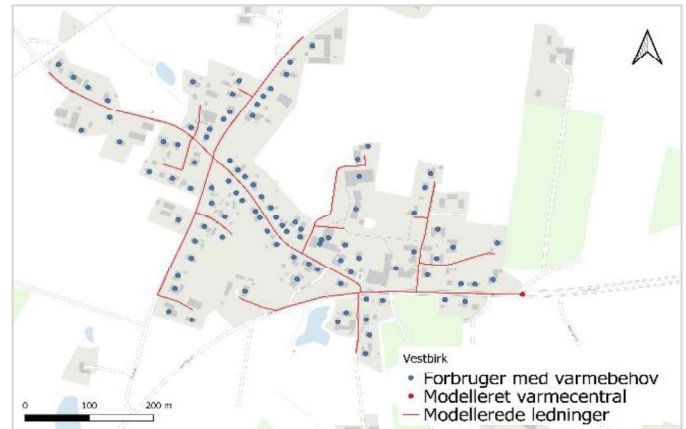 Vestbirk
Forbruger med varmebehov
Modelleret varmecentral
Modellerede ledninger
0 100 200 m